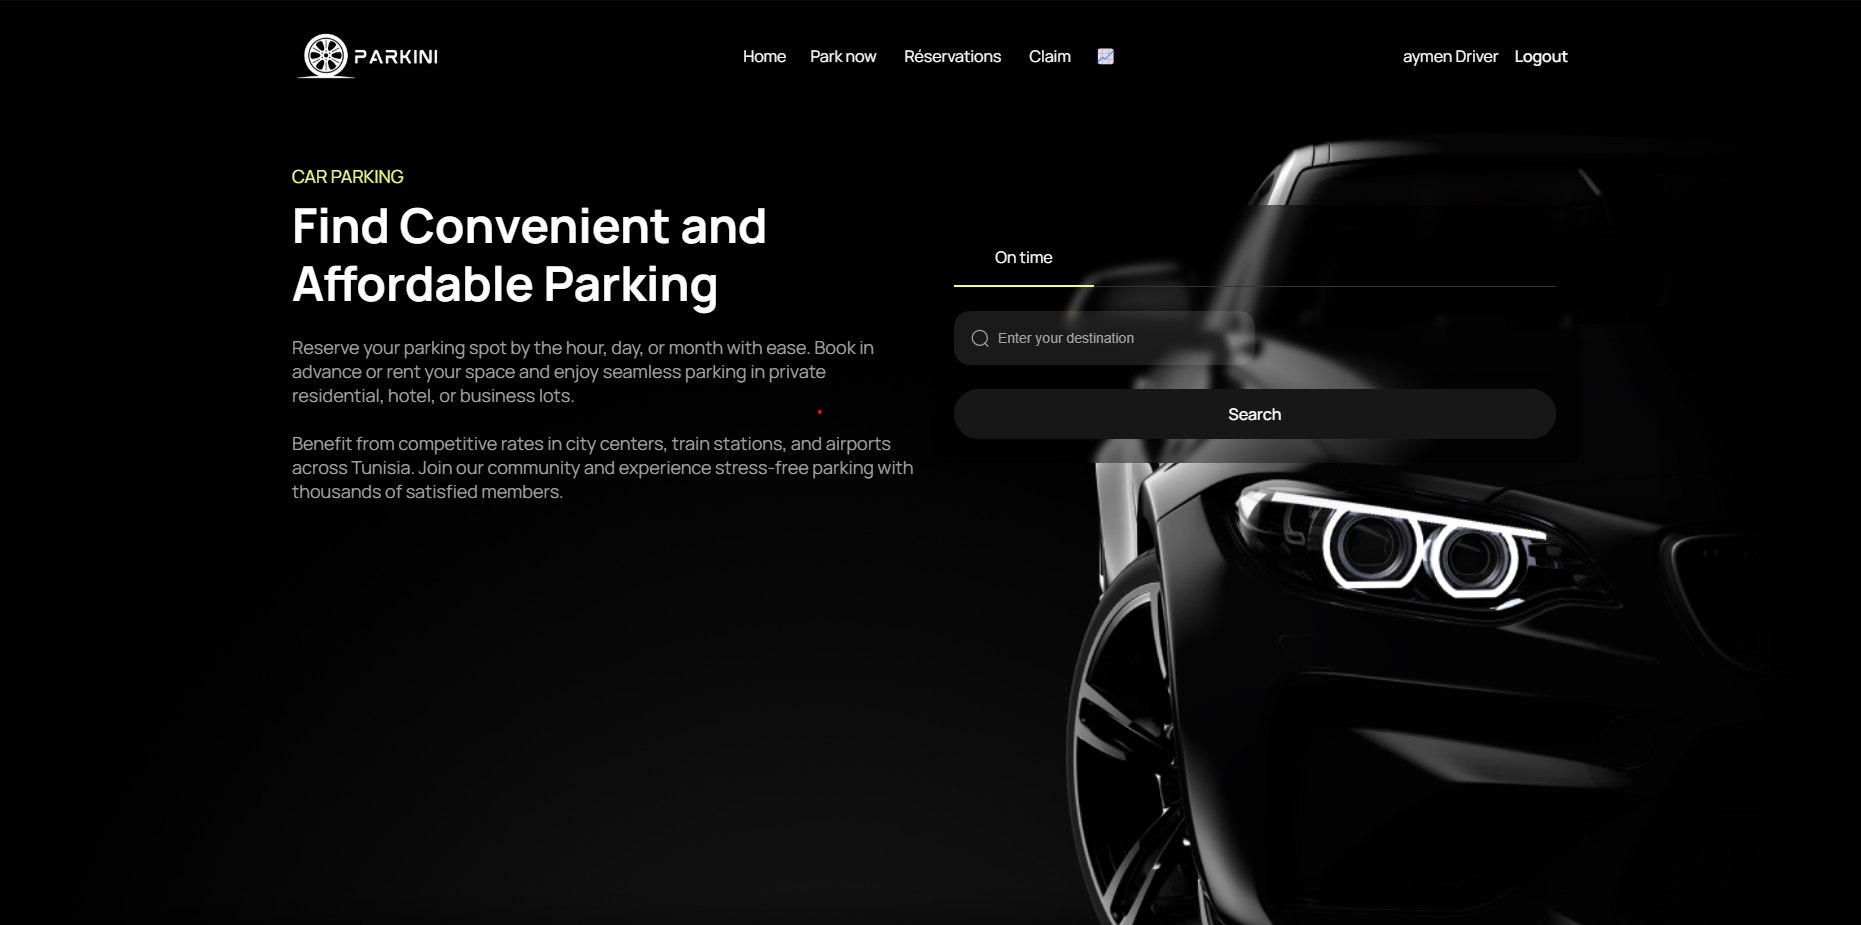 PARKINI
Home Park now Réservations Claim
aymen Driver Logout
CAR PARKING
Find Convenient and
Affordable Parking
Reserve your parking spot by the hour, day, or month with ease. Book in
advance or rent your space and enjoy seamless parking in private
residential, hotel, or business lots.
Benefit from competitive rates in city centers, train stations, and airports
across Tunisia. Join our community and experience stress-free parking with
thousands of satisfied members.
On time
Enter your destination
Search